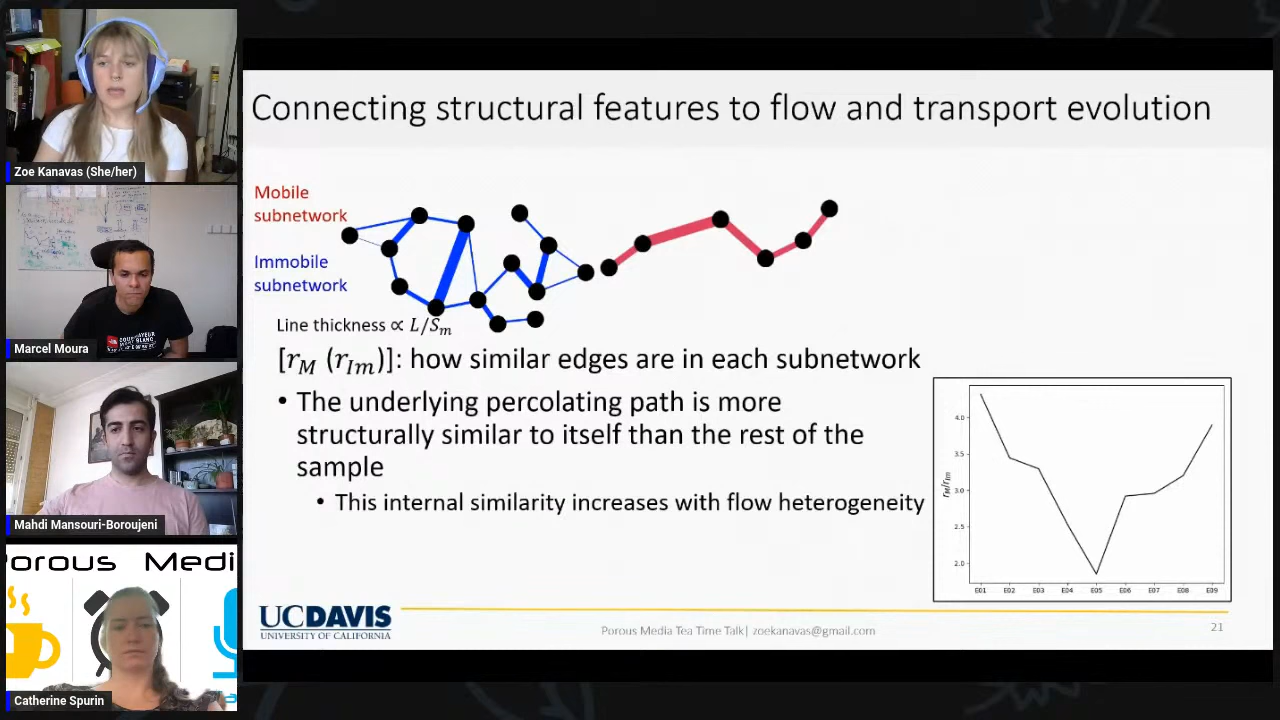 Connecting structural features to flow and transport evolution
Mobile
subnetwork
Immobile
subnetwork
Line thickness ∝ L/Sₘ
[r_M (r_Im)]: how similar edges are in each subnetwork
• The underlying percolating path is more
structurally similar to itself than the rest of the
sample
• This internal similarity increases with flow heterogeneity
r_M/r_Im
4.0
3.5
3.0
2.5
2.0
E01 E02 E03 E04 E05 E06 E07 E08 E09
UCDAVIS
UNIVERSITY OF CALIFORNIA
Porous Media Tea Time Talk| zoekanavas@gmail.com
21
Zoe Kanavas (She/her)
Marcel Moura
Mahdi Mansouri-Boroujeni
Porous Medi
Catherine Spurin